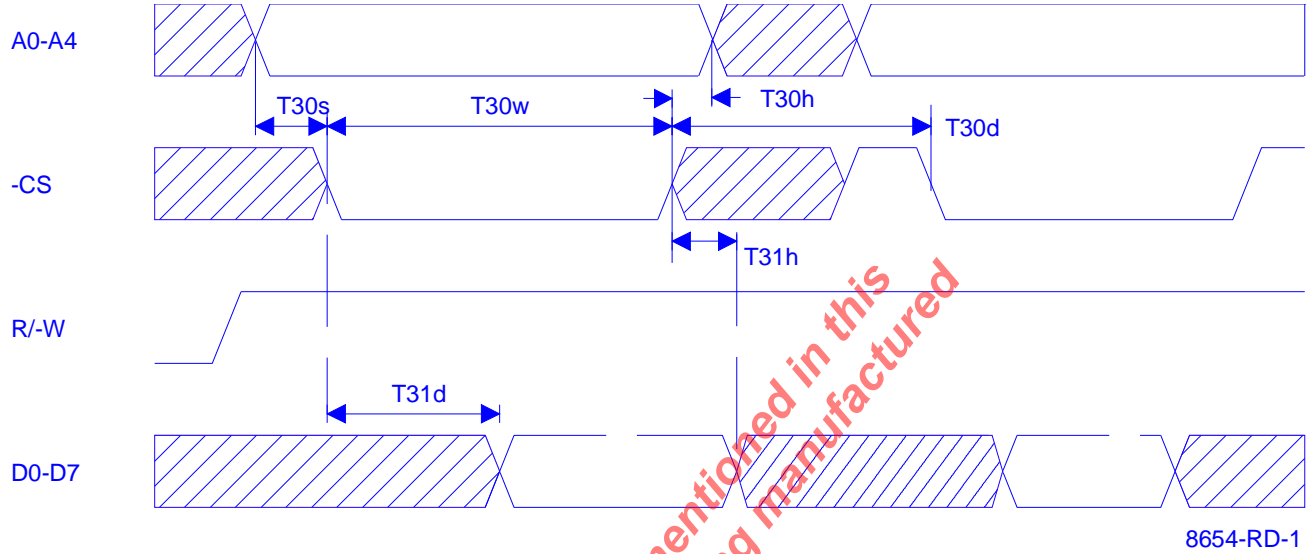 A0-A4
T30s
T30w
T30h
T30d
-CS
T31h
R/-W
T31d
D0-D7
mentioned in this
manufactured
8654-RD-1